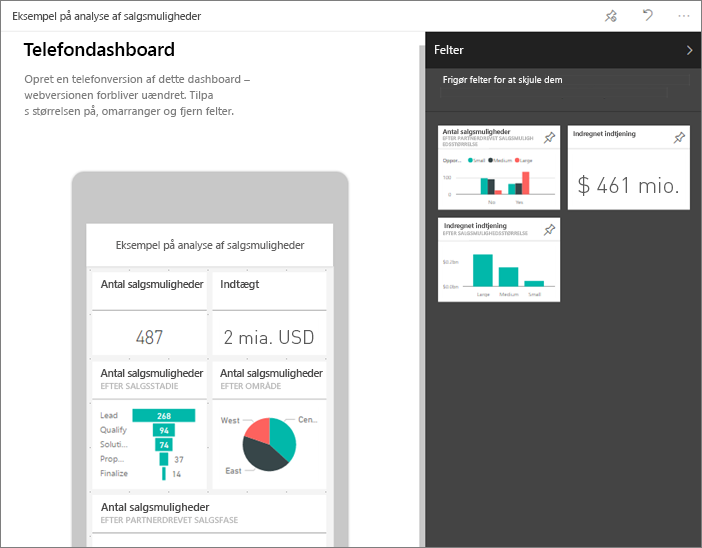 Eksempel på analyse af salgsmuligheder
Telefondashboard
Opret en telefonversion af dette dashboard –
webversionen forbliver uændret. Tilpa
s størrelsen på, omarranger og fjern felter.
Eksempel på analyse af salgsmuligheder
Antal salgsmuligheder
487
Indtægt
2 mia. USD
Antal salgsmuligheder
EFTER SALGSSTADIE
Lead 268
Qualify 94
Soluti... 74
Prop... 37
Finalize 14
Antal salgsmuligheder
EFTER OMRÅDE
West
Cen...
East
Antal salgsmuligheder
EFTER PARTNERDREVET SALGSFASE
Felter
Frigør felter for at skjule dem
Antal salgsmuligheder
EFTER PARTNERDREVET SALGSMULIGH
EDSSTØRRELSE
Oppor... Small Medium Large
100
0
No Yes
Indregnet indtjening
$ 461 mio.
Indregnet indtjening
EFTER SALGSMULIGHEDSSTØRRELSE
$0.2bn
$0.0bn
Large Medium Small